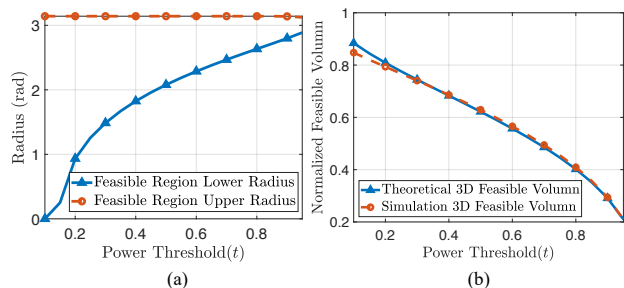 Radius (rad)
3
2
1
0
Feasible Region Lower Radius
Feasible Region Upper Radius
0.2 0.4 0.6 0.8
Power Threshold(t)
(a)
Normalized Feasible Volumn
1
0.8
0.6
0.4
0.2
Theoretical 3D Feasible Volumn
Simulation 3D Feasible Volumn
0.2 0.4 0.6 0.8
Power Threshold(t)
(b)